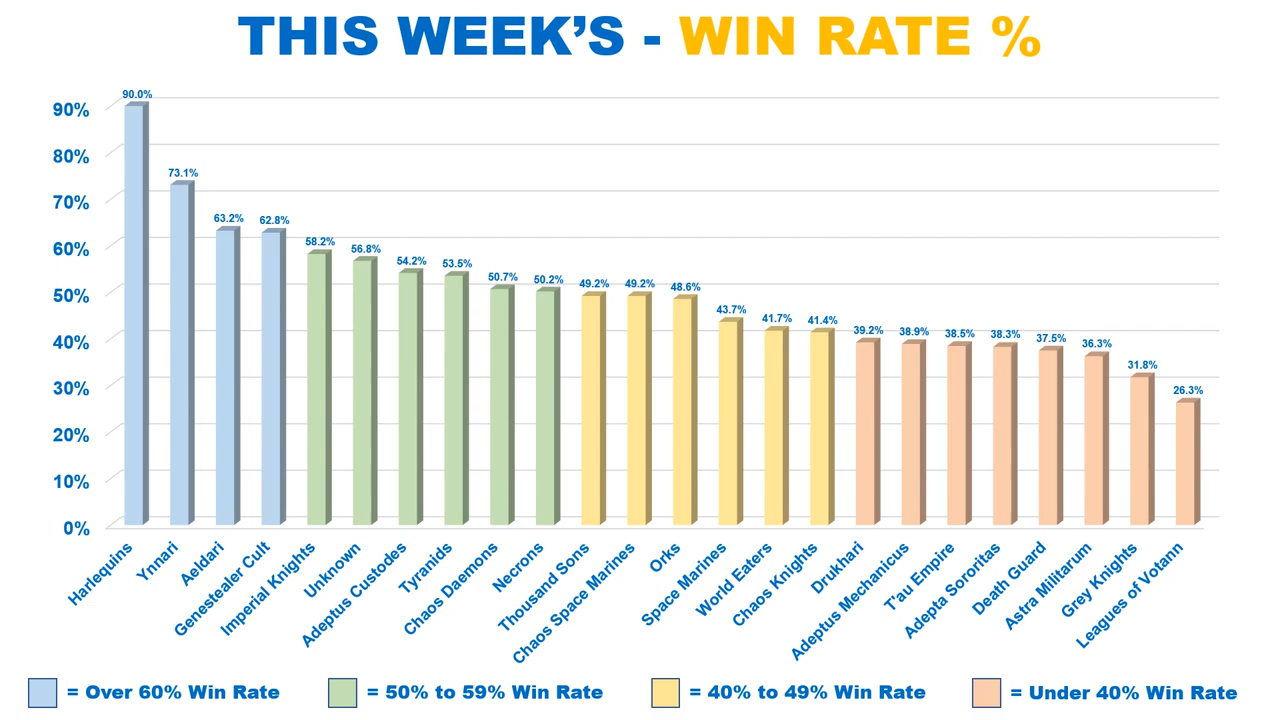 THIS WEEK'S - WIN RATE %
90%
80%
70%
60%
50%
40%
30%
20%
10%
0%
90.0%
73.1%
63.2%
62.8%
58.2%
56.8%
54.2%
53.5%
50.7%
50.2%
49.2%
49.2%
48.6%
43.7%
41.7%
41.4%
39.2%
38.9%
38.5%
38.3%
37.5%
36.3%
31.8%
26.3%
Harlequins
Ynnari
Aeldari
Genestealer Cult
Imperial Knights
Unknown
Adeptus Custodes
Tyranids
Chaos Daemons
Necrons
Thousand Sons
Chaos Space Marines
Orks
Space Marines
World Eaters
Chaos Knights
Drukhari
Adeptus Mechanicus
T'au Empire
Adepta Sororitas
Death Guard
Astra Militarum
Grey Knights
Leagues of Votann
= Over 60% Win Rate
= 50% to 59% Win Rate
= 40% to 49% Win Rate
= Under 40% Win Rate